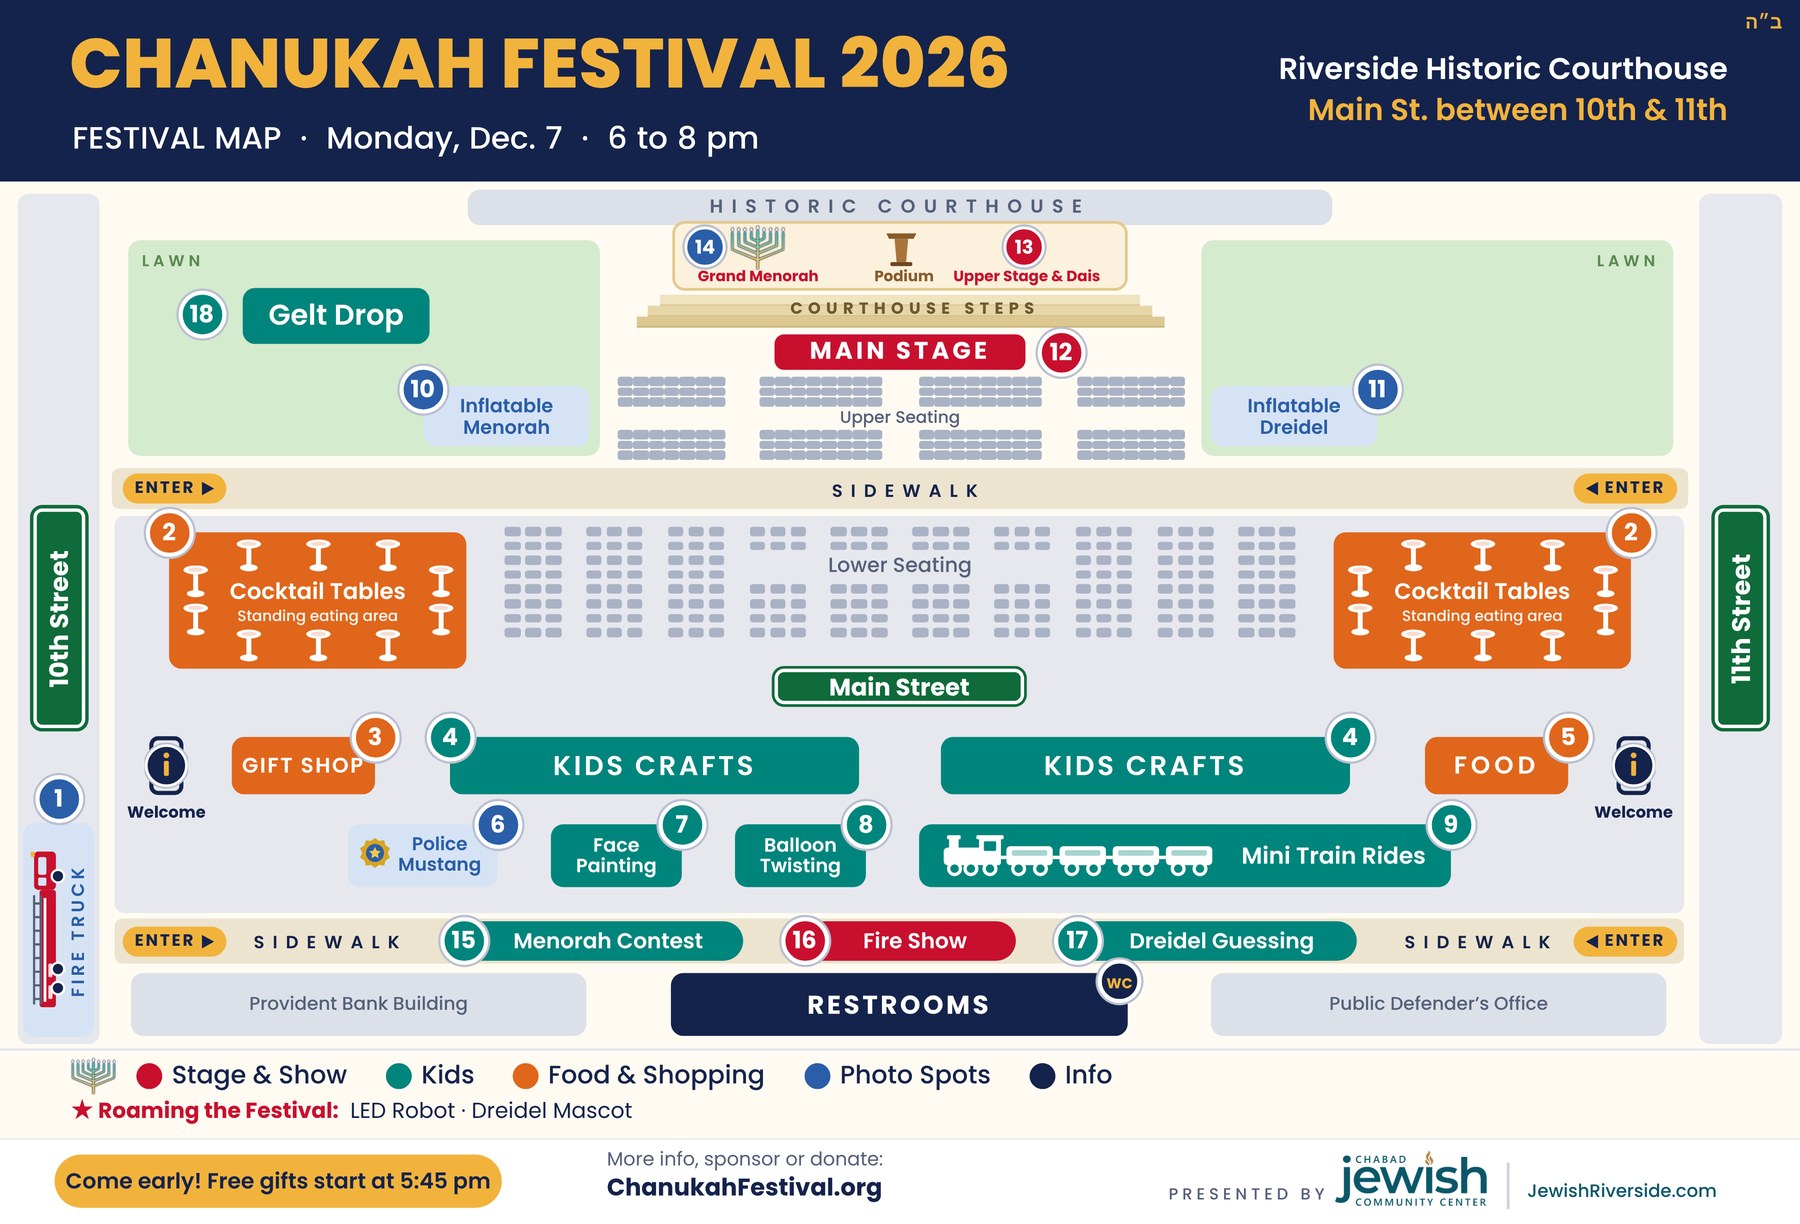 ב"ה
CHANUKAH FESTIVAL 2026
FESTIVAL MAP · Monday, Dec. 7 · 6 to 8 pm
Riverside Historic Courthouse
Main St. between 10th & 11th
HISTORIC COURTHOUSE
14
Grand Menorah
Podium
13
Upper Stage & Dais
COURTHOUSE STEPS
MAIN STAGE
12
LAWN
18
Gelt Drop
10
Inflatable
Menorah
Upper Seating
LAWN
11
Inflatable
Dreidel
ENTER
SIDEWALK
ENTER
10th Street
2
Cocktail Tables
Standing eating area
Lower Seating
2
Cocktail Tables
Standing eating area
11th Street
Main Street
i
Welcome
GIFT SHOP
3
4
KIDS CRAFTS
KIDS CRAFTS
4
FOOD
5
i
Welcome
1
FIRE TRUCK
Police
Mustang
6
Face
Painting
7
Balloon
Twisting
8
Mini Train Rides
9
ENTER
SIDEWALK
15
Menorah Contest
16
Fire Show
17
Dreidel Guessing
SIDEWALK
ENTER
Provident Bank Building
RESTROOMS
WC
Public Defender's Office
Stage & Show
Kids
Food & Shopping
Photo Spots
Info
★ Roaming the Festival: LED Robot · Dreidel Mascot
Come early! Free gifts start at 5:45 pm
More info, sponsor or donate:
ChanukahFestival.org
PRESENTED BY
CHABAD
jewish
COMMUNITY CENTER
JewishRiverside.com